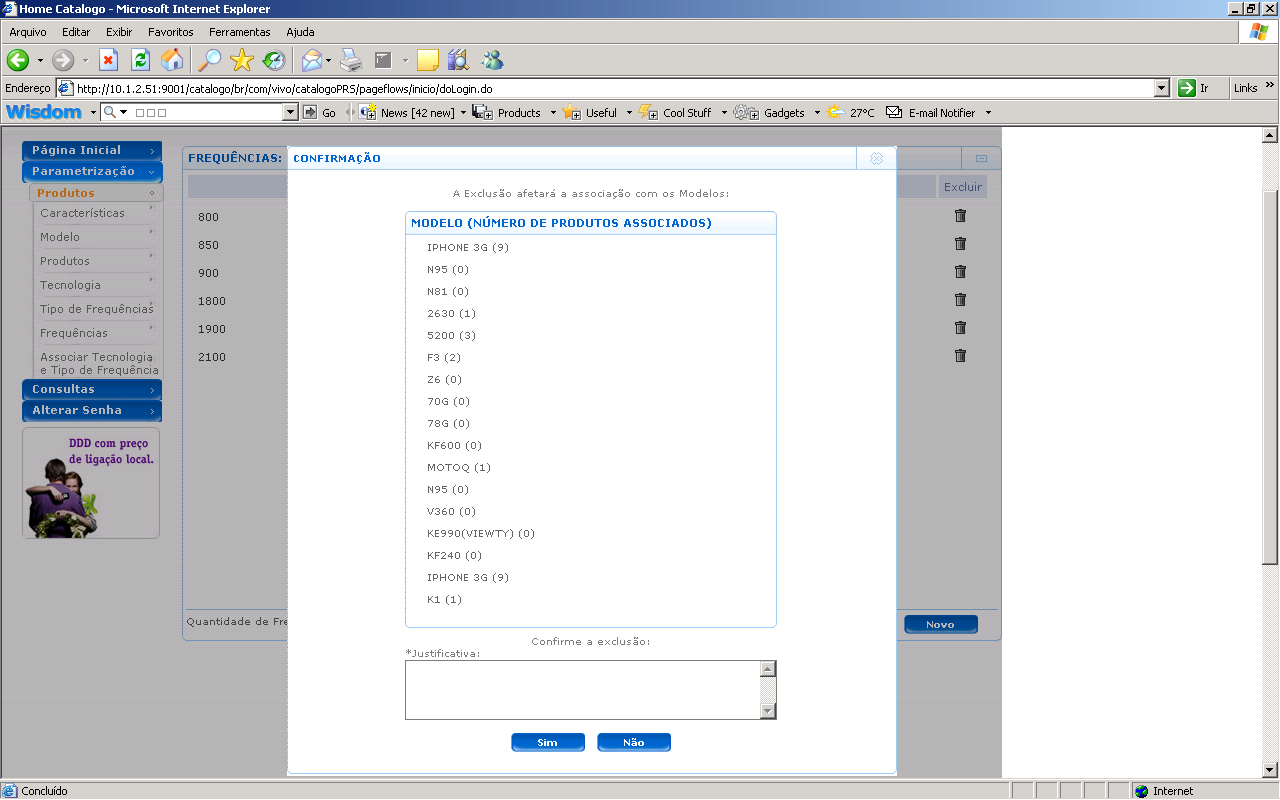 Home Catalogo - Microsoft Internet Explorer
Arquivo Editar Exibir Favoritos Ferramentas Ajuda
Endereço http://10.1.2.51:9001/catalogo/br/com/vivo/catalogoPRS/pageflows/inicio/doLogin.do Ir Links »
Wisdom Go News [42 new] Products Useful Cool Stuff Gadgets 27°C E-mail Notifier
Página Inicial
Parametrização
Produtos
Características
Modelo
Produtos
Tecnologia
Tipo de Frequências
Frequências
Associar Tecnologia
e Tipo de Frequência
Consultas
Alterar Senha
DDD com preço
de ligação local.
FREQUÊNCIAS:
Excluir
800
850
900
1800
1900
2100
Quantidade de Fre
Novo
CONFIRMAÇÃO
A Exclusão afetará a associação com os Modelos:
MODELO (NÚMERO DE PRODUTOS ASSOCIADOS)
IPHONE 3G (9)
N95 (0)
N81 (0)
2630 (1)
5200 (3)
F3 (2)
Z6 (0)
70G (0)
78G (0)
KF600 (0)
MOTOQ (1)
N95 (0)
V360 (0)
KE990(VIEWTY) (0)
KF240 (0)
IPHONE 3G (9)
K1 (1)
Confirme a exclusão:
*Justificativa:
Sim Não
Concluído Internet